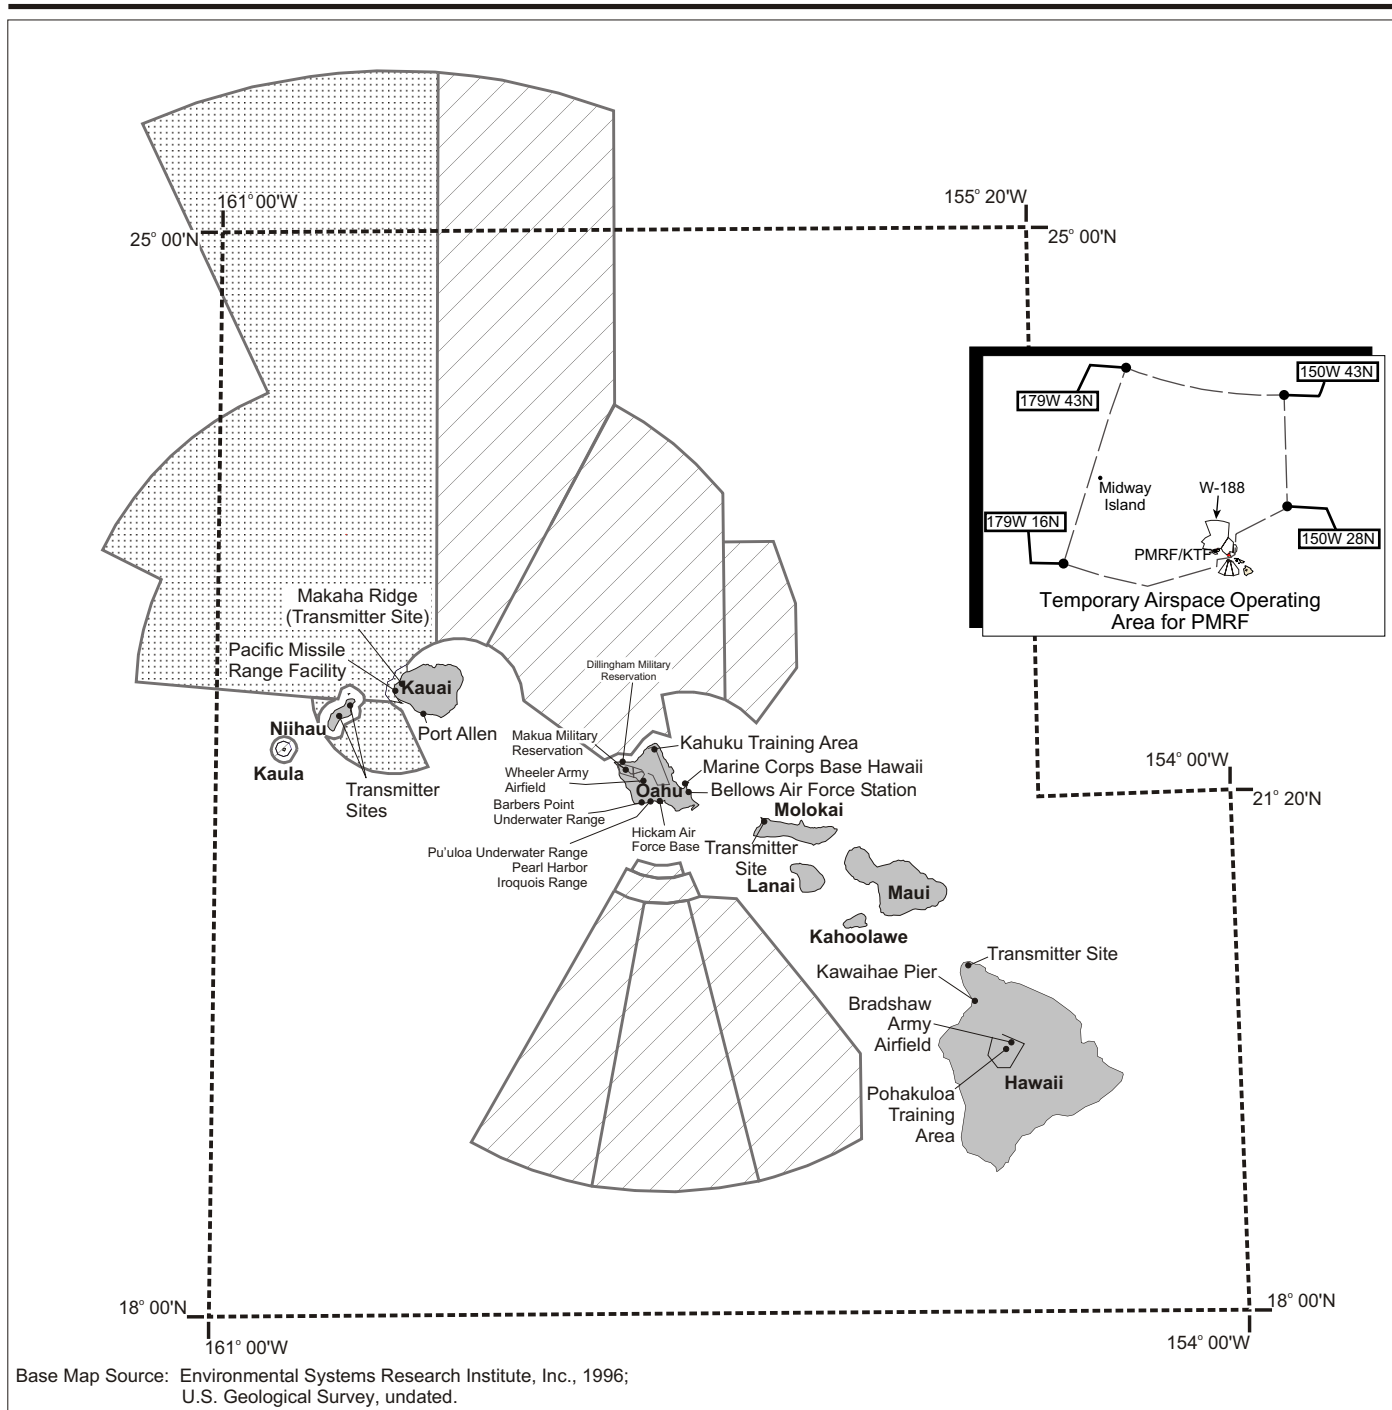 161° 00'W
155° 20'W
25° 00'N
25° 00'N
150W 43N
179W 43N
Midway
Island
W-188
179W 16N
150W 28N
PMRF/KTF
Temporary Airspace Operating
Area for PMRF
Makaha Ridge
(Transmitter Site)
Pacific Missile
Range Facility
Kauai
Dillingham Military
Reservation
Niihau
Port Allen
Kaula
Transmitter
Sites
Makua Military
Reservation
Kahuku Training Area
Wheeler Army
Airfield
Marine Corps Base Hawaii
Oahu
Bellows Air Force Station
Barbers Point
Underwater Range
154° 00'W
21° 20'N
Molokai
Hickam Air
Force Base
Transmitter
Site
Pu'uloa Underwater Range
Pearl Harbor
Iroquois Range
Lanai
Maui
Kahoolawe
Transmitter Site
Kawaihae Pier
Bradshaw
Army
Airfield
Hawaii
Pohakuloa
Training
Area
18° 00'N
18° 00'N
161° 00'W
154° 00'W
Base Map Source: Environmental Systems Research Institute, Inc., 1996;
U.S. Geological Survey, undated.